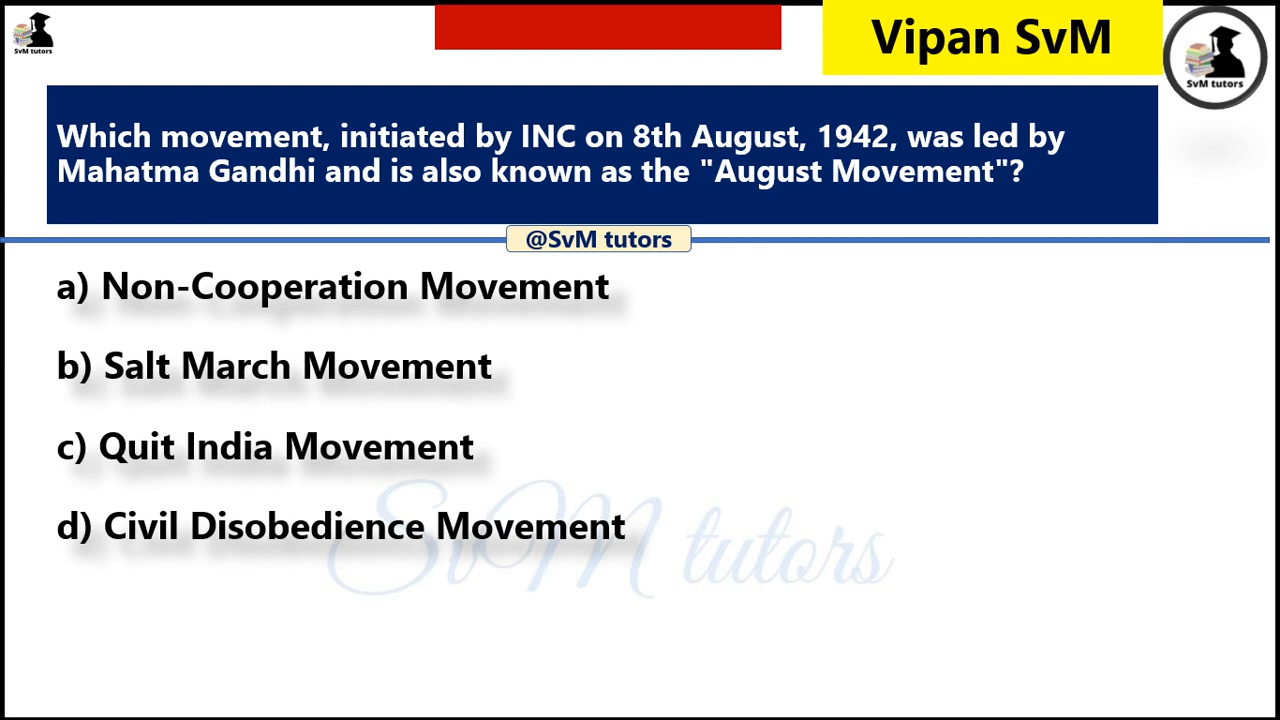 SvM tutors
Vipan SvM
SvM tutors
Which movement, initiated by INC on 8th August, 1942, was led by
Mahatma Gandhi and is also known as the "August Movement"?
@SvM tutors
a) Non-Cooperation Movement
b) Salt March Movement
c) Quit India Movement
d) Civil Disobedience Movement
SvM tutors